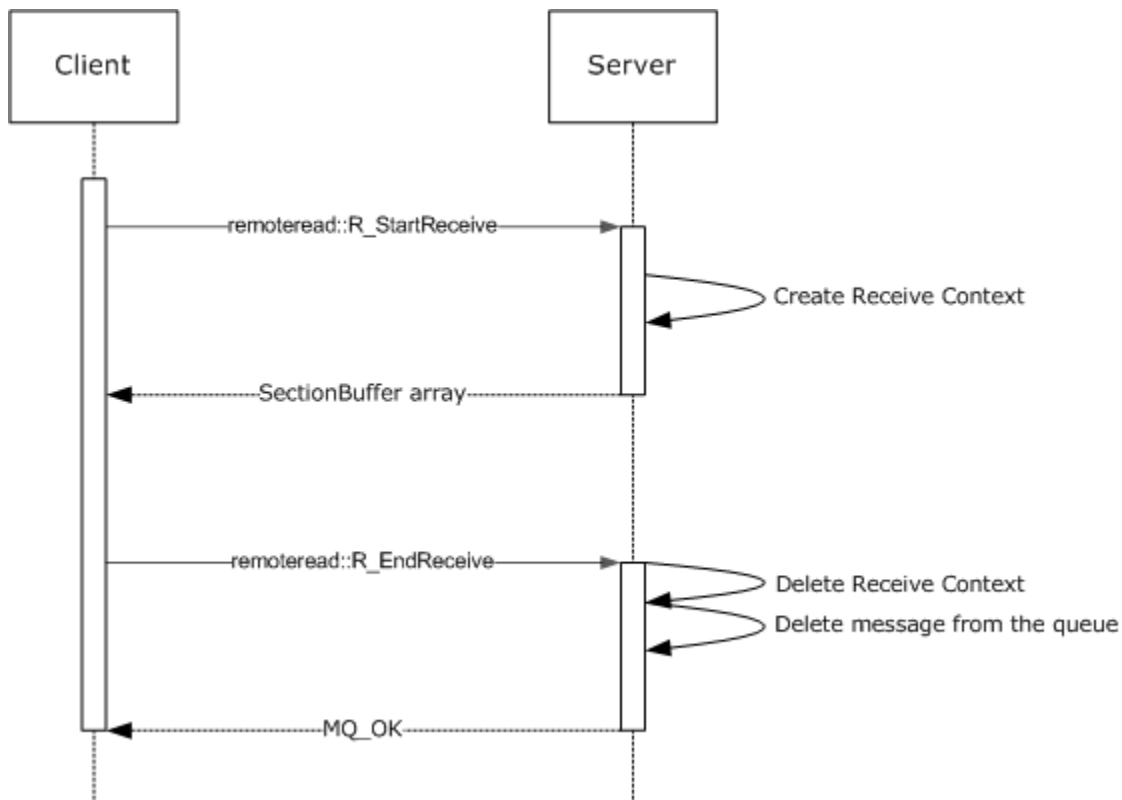 Client
Server
remoteread::R_StartReceive
Create Receive Context
SectionBuffer array
remoteread::R_EndReceive
Delete Receive Context
Delete message from the queue
MQ_OK